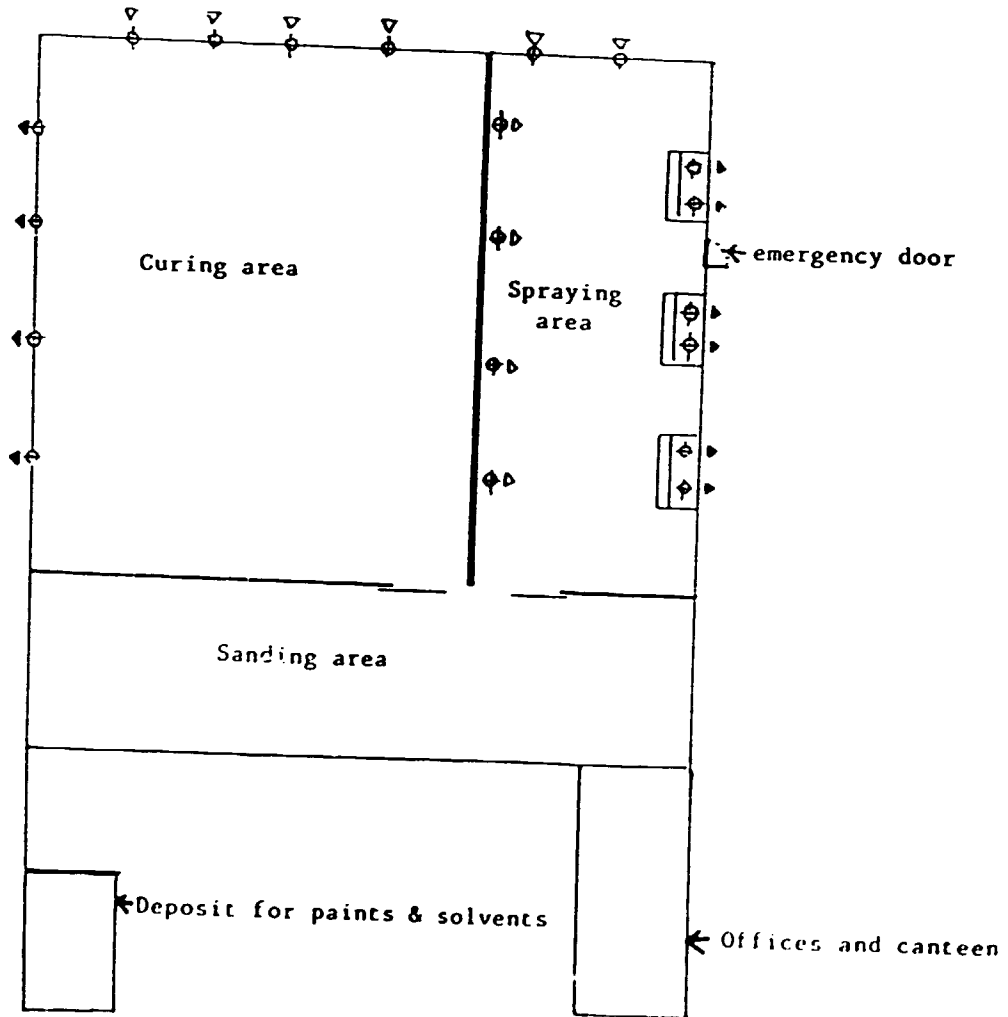 emergency door
Curing area
Spraying
area
Sanding area
Deposit for paints & solvents
Offices and canteen